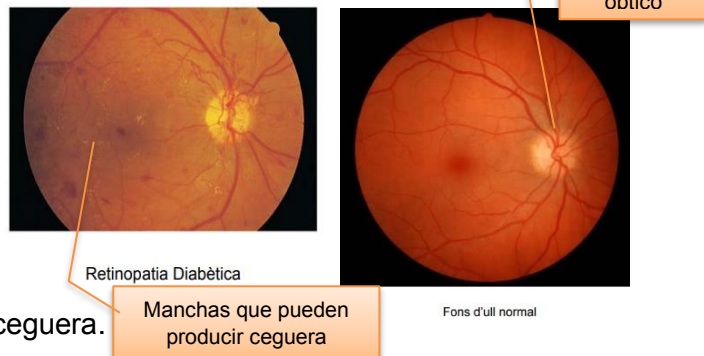 óptico
Retinopatia Diabètica
Fons d'ull normal
Manchas que pueden
producir ceguera
ceguera.